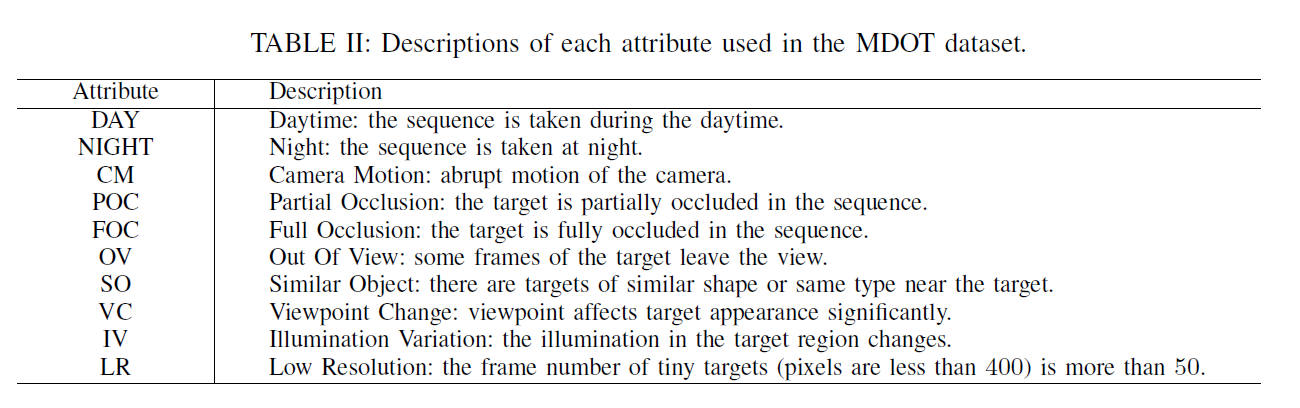 TABLE II: Descriptions of each attribute used in the MDOT dataset.
Attribute Description
DAY Daytime: the sequence is taken during the daytime.
NIGHT Night: the sequence is taken at night.
CM Camera Motion: abrupt motion of the camera.
POC Partial Occlusion: the target is partially occluded in the sequence.
FOC Full Occlusion: the target is fully occluded in the sequence.
OV Out Of View: some frames of the target leave the view.
SO Similar Object: there are targets of similar shape or same type near the target.
VC Viewpoint Change: viewpoint affects target appearance significantly.
IV Illumination Variation: the illumination in the target region changes.
LR Low Resolution: the frame number of tiny targets (pixels are less than 400) is more than 50.